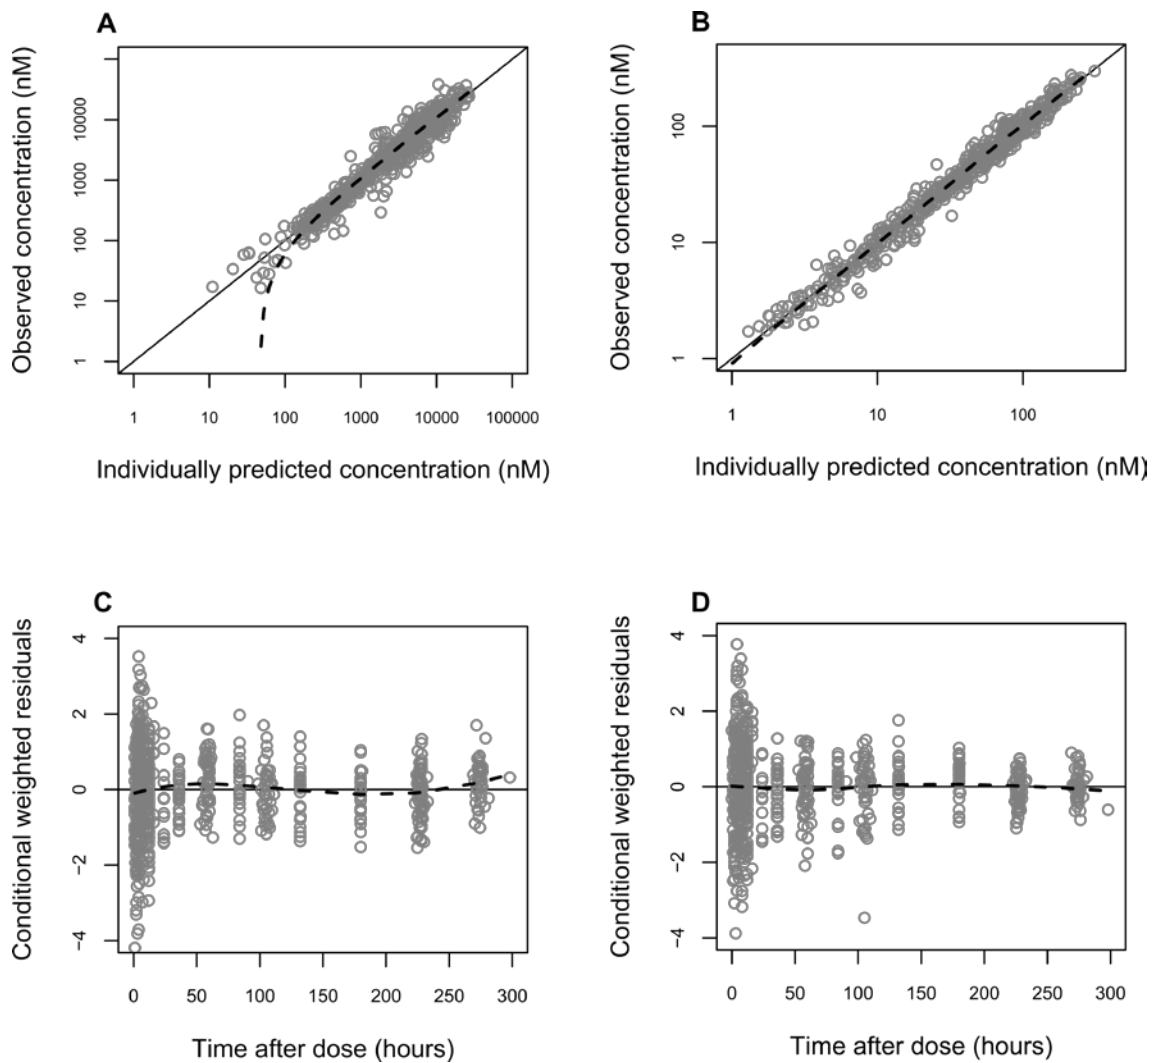 A
Observed concentration (nM)
10000
1000
100
10
1
1 10 100 1000 10000 100000
Individually predicted concentration (nM)
B
Observed concentration (nM)
100
10
1
1 10 100
Individually predicted concentration (nM)
C
Conditional weighted residuals
4
2
0
−2
−4
0 50 100 150 200 250 300
Time after dose (hours)
D
Conditional weighted residuals
4
2
0
−2
−4
0 50 100 150 200 250 300
Time after dose (hours)